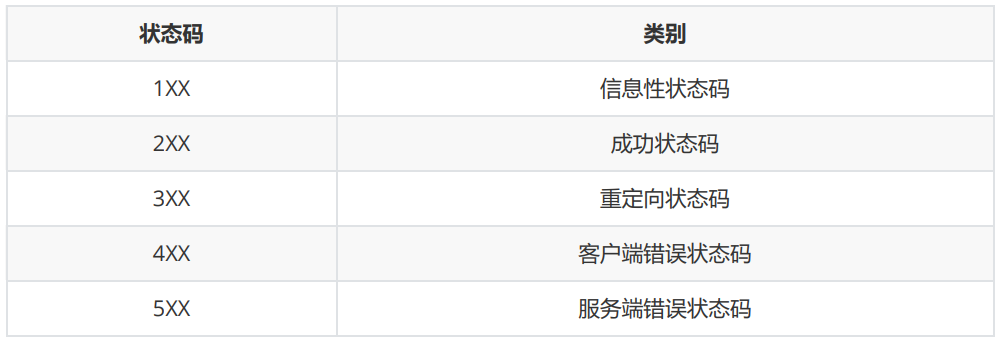 状态码 类别
1XX 信息性状态码
2XX 成功状态码
3XX 重定向状态码
4XX 客户端错误状态码
5XX 服务端错误状态码